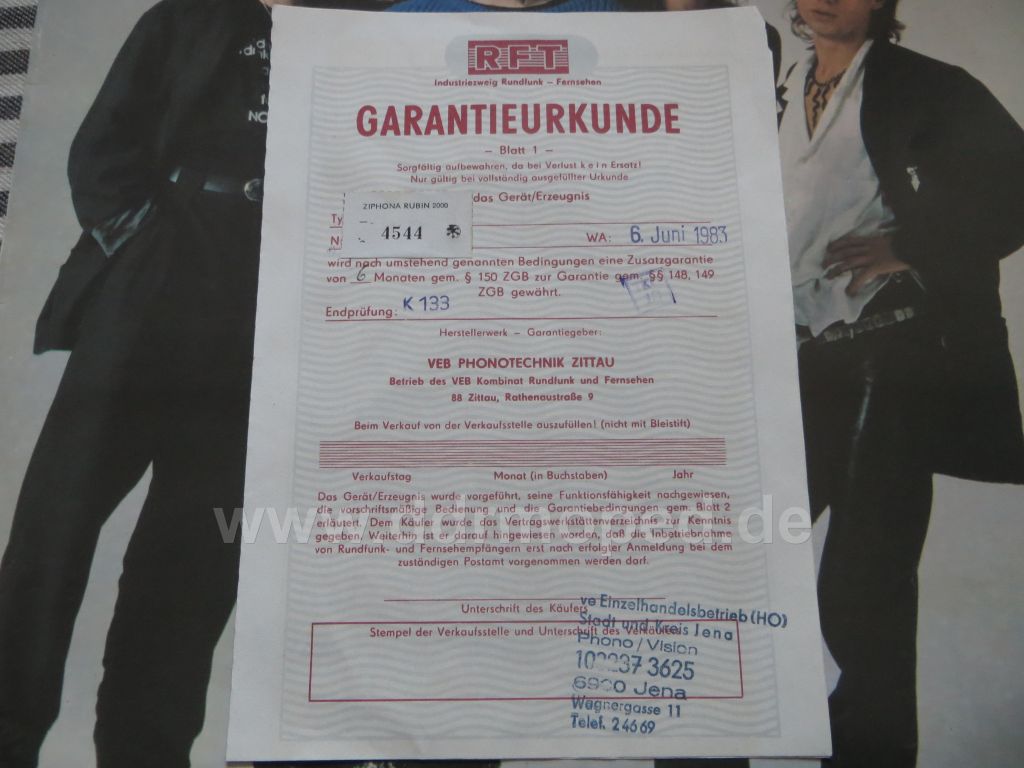 RFT
Industriezweig Rundfunk – Fernsehen
GARANTIEURKUNDE
– Blatt 1 –
Sorgfältig aufbewahren, da bei Verlust k e i n Ersatz!
Nur gültig bei vollständig ausgefüllter Urkunde
das Gerät/Erzeugnis
ZIPHONA RUBIN 2000
4544
WA: 6. Juni 1983
wird nach umstehend genannten Bedingungen eine Zusatzgarantie
von 6 Monaten gem. § 150 ZGB zur Garantie gem. §§ 148, 149
ZGB gewährt.
Endprüfung: K 133
Herstellerwerk – Garantiegeber:
VEB PHONOTECHNIK ZITTAU
Betrieb des VEB Kombinat Rundfunk und Fernsehen
88 Zittau, Rathenaustraße 9
Beim Verkauf von der Verkaufsstelle auszufüllen! (nicht mit Bleistift)
Verkaufstag Monat (in Buchstaben) Jahr
Das Gerät/Erzeugnis wurde vorgeführt, seine Funktionsfähigkeit nachgewiesen,
die vorschriftsmäßige Bedienung und die Garantiebedingungen gem. Blatt 2
erläutert. Dem Käufer wurde das Vertragswerkstättenverzeichnis zur Kenntnis
gegeben, Weiterhin ist er darauf hingewiesen worden, daß die Inbetriebnahme
von Rundfunk- und Fernsehempfängern erst nach erfolgter Anmeldung bei dem
zuständigen Postamt vorgenommen werden darf.
Unterschrift des Käufers
Stempel der Verkaufsstelle und Unterschrift des Verkäufers
ve Einzelhandelsbetrieb (HO)
Stadt und Kreis Jena
Phono/Vision
3625
Jena
Wagnergasse 11
Telef. 24669